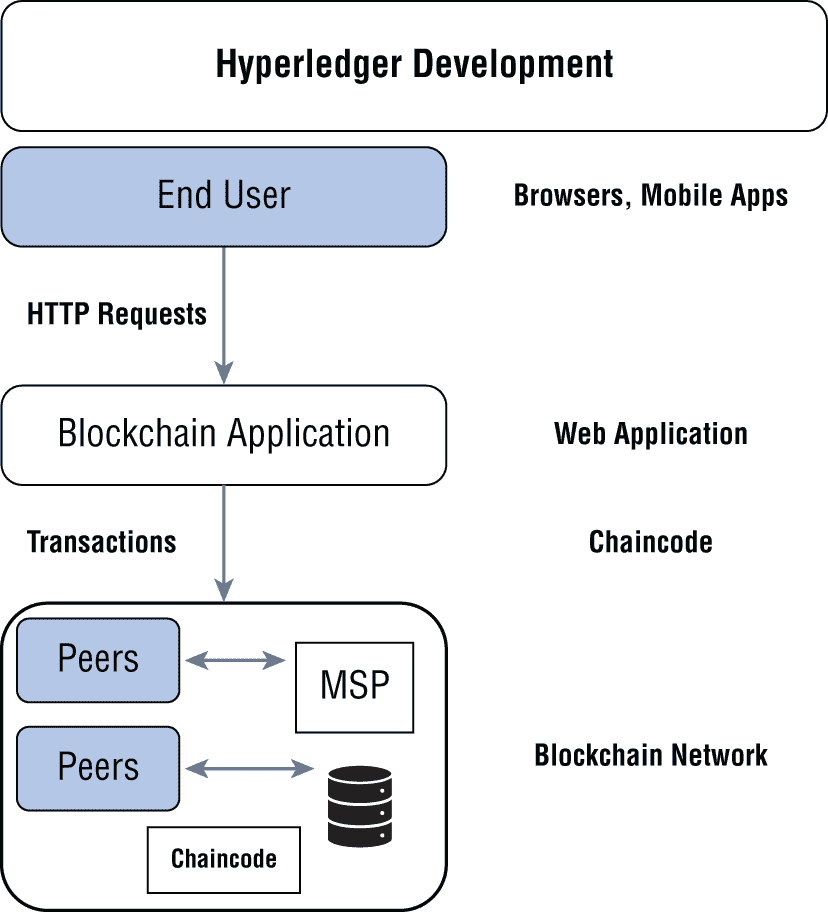 Hyperledger Development
End User
Browsers, Mobile Apps
HTTP Requests
Blockchain Application
Web Application
Transactions
Chaincode
Peers
MSP
Peers
Blockchain Network
Chaincode